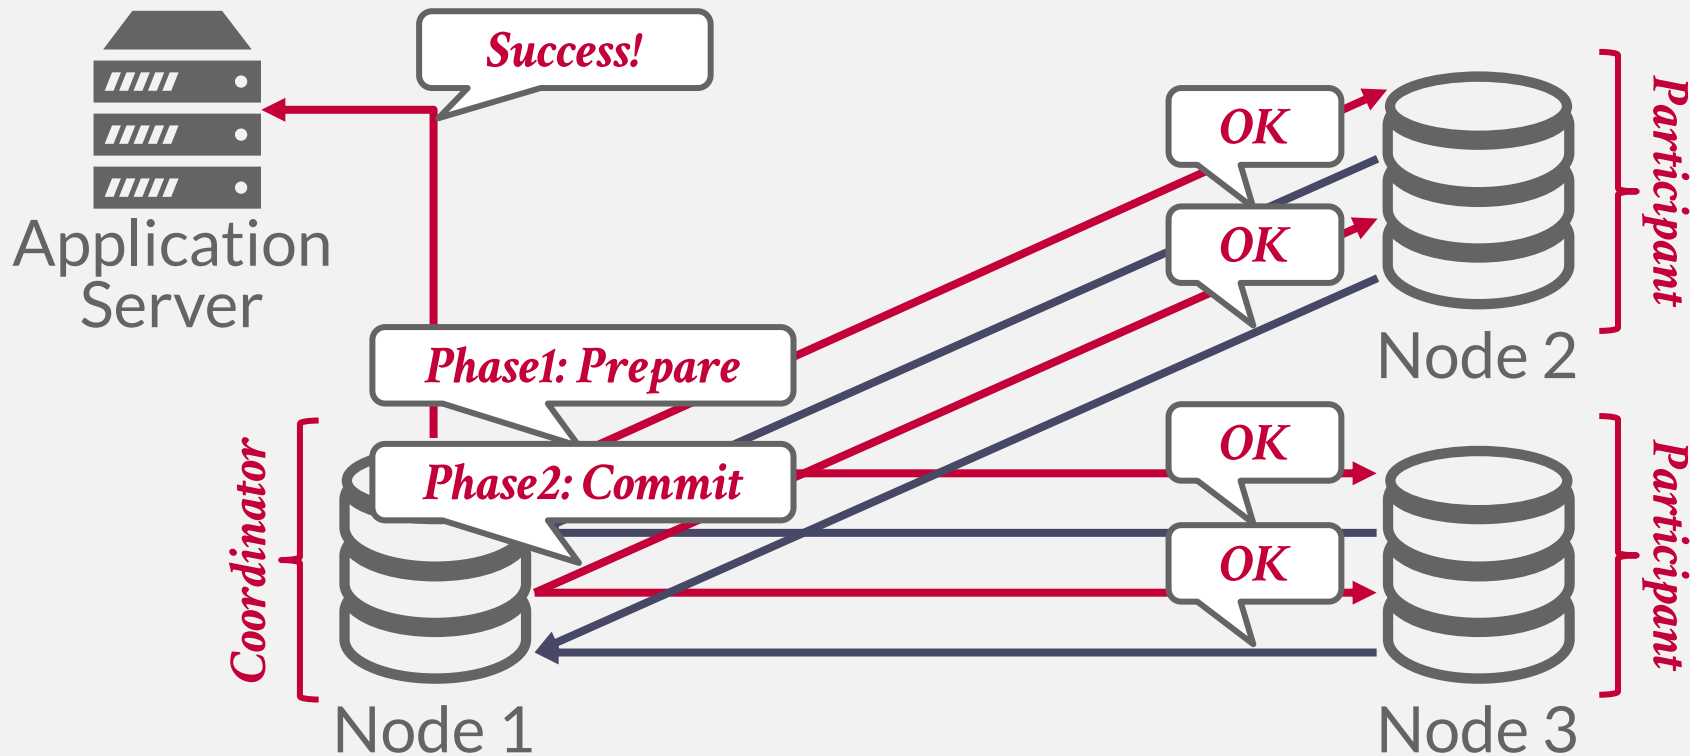 Success!
OK
Participant
Application
Server
OK
Node 2
Phase1: Prepare
Coordinator
Phase2: Commit
OK
Participant
OK
Node 1
Node 3